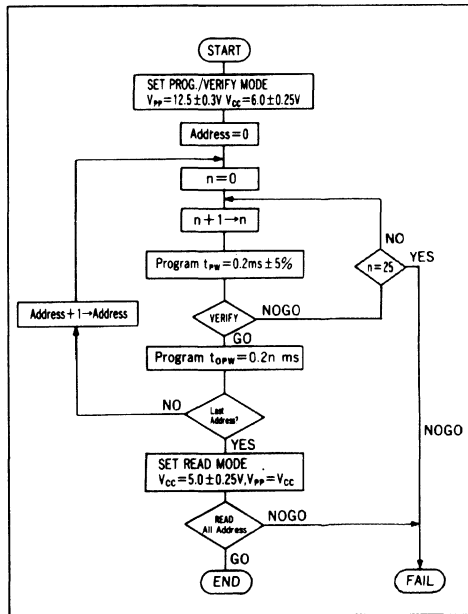 START
SET PROG./VERIFY MODE
VPP=12.5±0.3V VCC=6.0±0.25V
Address=0
n=0
n+1→n
NO
YES
n=25
Program tPW=0.2ms±5%
Address+1→Address
VERIFY
NOGO
GO
Program tOPW=0.2n ms
NO
Last
Address?
NOGO
YES
SET READ MODE
VCC=5.0±0.25V,VPP=VCC
READ
All Address
NOGO
GO
END
FAIL